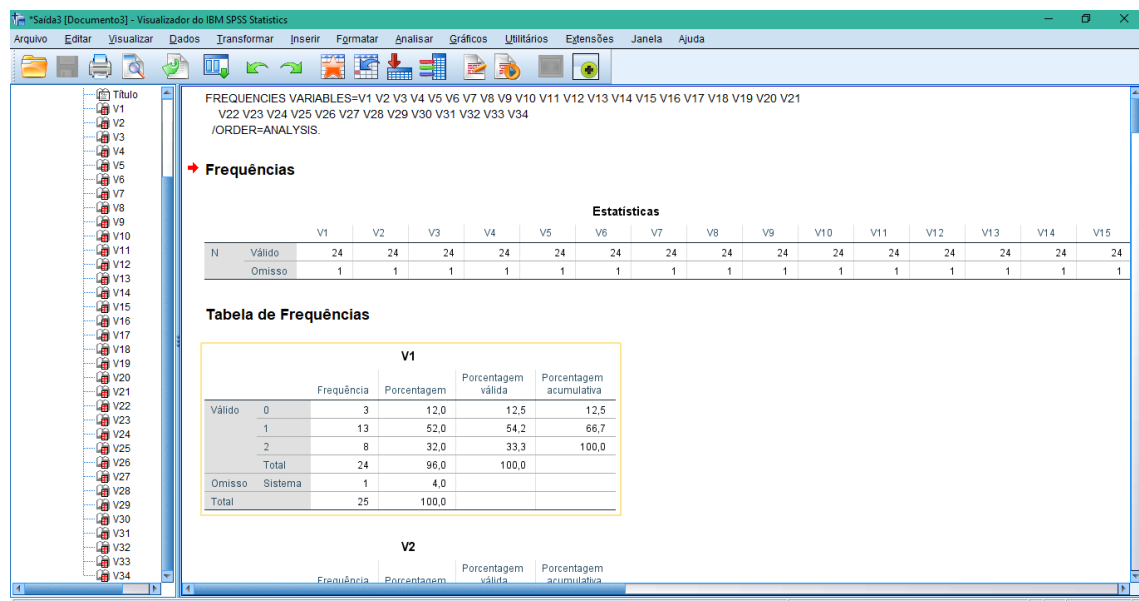 *Saída3 [Documento3] - Visualizador do IBM SPSS Statistics
Arquivo Editar Visualizar Dados Transformar Inserir Formatar Analisar Gráficos Utilitários Extensões Janela Ajuda
Título
V1
V2
V3
V4
V5
V6
V7
V8
V9
V10
V11
V12
V13
V14
V15
V16
V17
V18
V19
V20
V21
V22
V23
V24
V25
V26
V27
V28
V29
V30
V31
V32
V33
V34
FREQUENCIES VARIABLES=V1 V2 V3 V4 V5 V6 V7 V8 V9 V10 V11 V12 V13 V14 V15 V16 V17 V18 V19 V20 V21
V22 V23 V24 V25 V26 V27 V28 V29 V30 V31 V32 V33 V34
/ORDER=ANALYSIS.
Frequências
Estatísticas
V1 V2 V3 V4 V5 V6 V7 V8 V9 V10 V11 V12 V13 V14 V15
N Válido 24 24 24 24 24 24 24 24 24 24 24 24 24 24 24
Omisso 1 1 1 1 1 1 1 1 1 1 1 1 1 1 1
Tabela de Frequências
V1
Frequência Porcentagem Porcentagem válida Porcentagem acumulativa
Válido 0 3 12,0 12,5 12,5
1 13 52,0 54,2 66,7
2 8 32,0 33,3 100,0
Total 24 96,0 100,0
Omisso Sistema 1 4,0
Total 25 100,0
V2
Frequência Porcentagem Porcentagem válida Porcentagem acumulativa